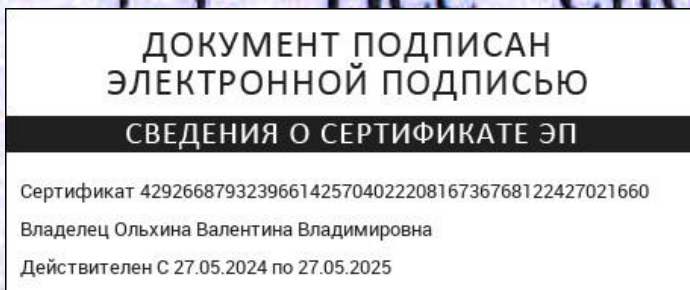 ДОКУМЕНТ ПОДПИСАН
ЭЛЕКТРОННОЙ ПОДПИСЬЮ
СВЕДЕНИЯ О СЕРТИФИКАТЕ ЭП
Сертификат 429266879323966142570402220816736768122427021660
Владелец Ольхина Валентина Владимировна
Действителен С 27.05.2024 по 27.05.2025